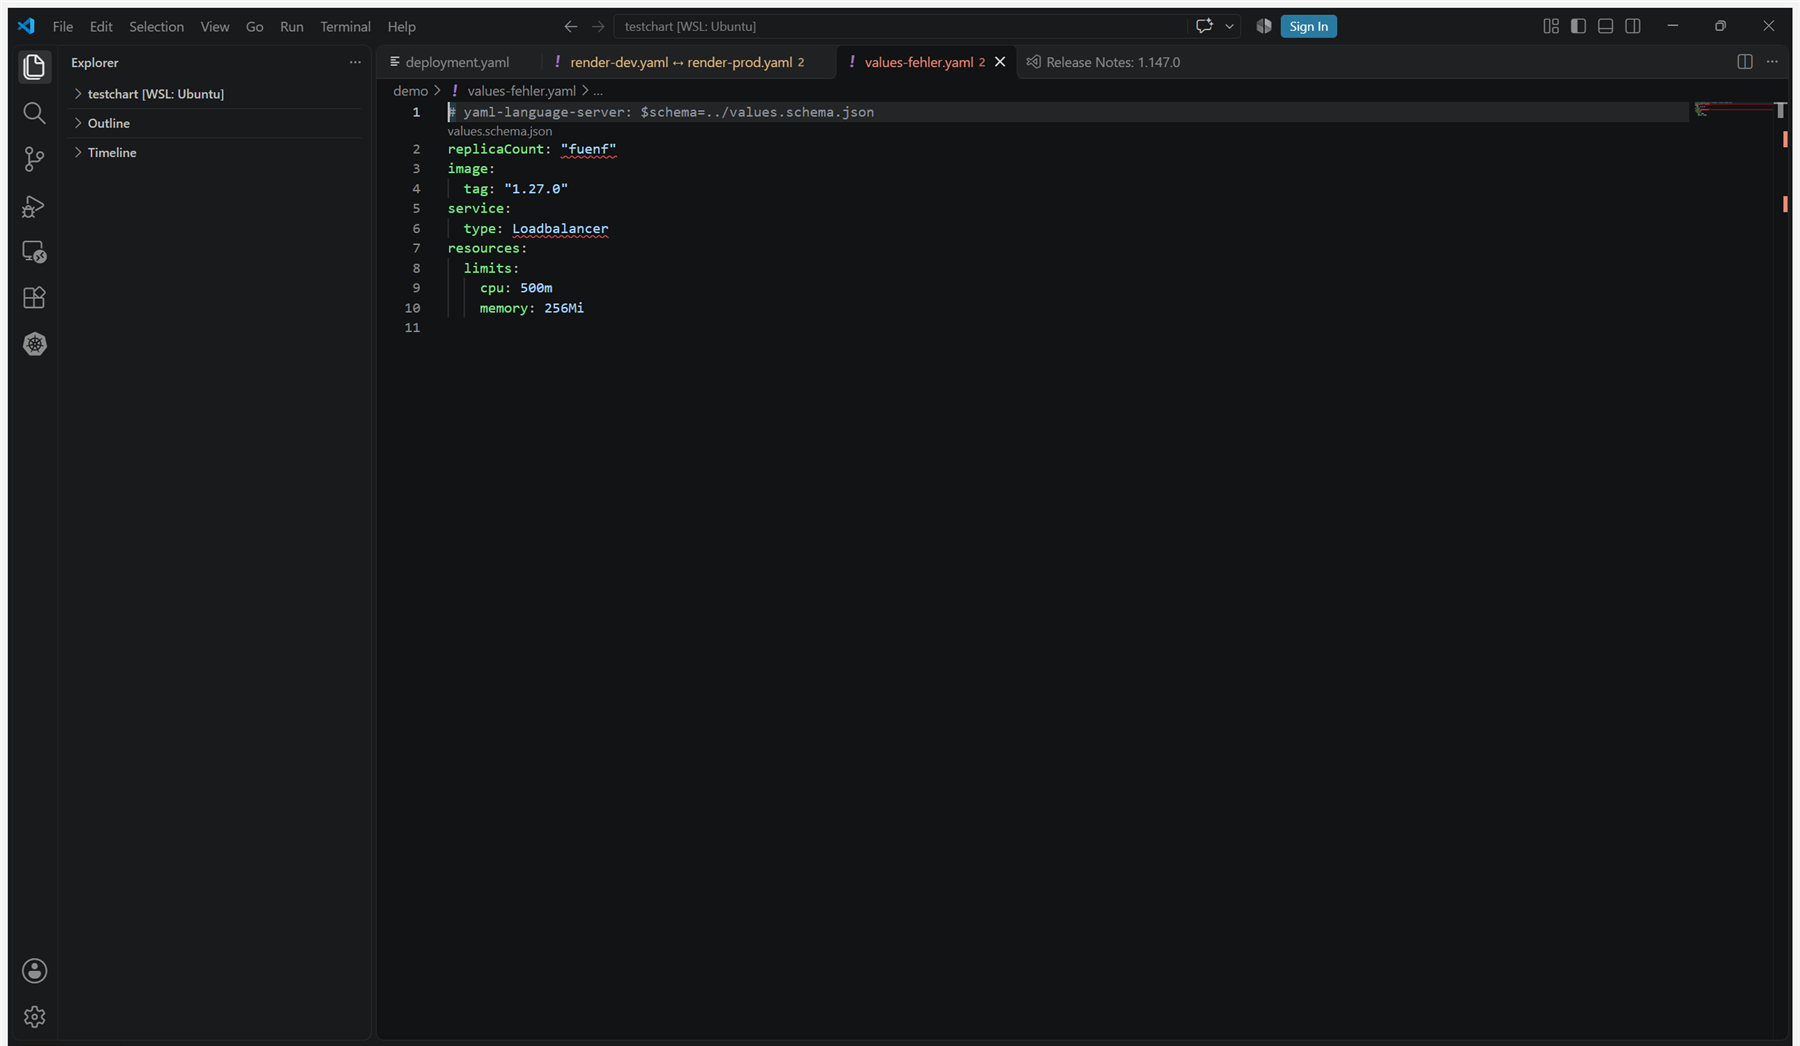 File Edit Selection View Go Run Terminal Help
testchart [WSL: Ubuntu]
Sign In
Explorer
testchart [WSL: Ubuntu]
Outline
Timeline
deployment.yaml
! render-dev.yaml ↔ render-prod.yaml 2
! values-fehler.yaml 2
Release Notes: 1.147.0
demo > ! values-fehler.yaml > ...
1 # yaml-language-server: $schema=../values.schema.json
values.schema.json
2 replicaCount: "fuenf"
3 image:
4 tag: "1.27.0"
5 service:
6 type: Loadbalancer
7 resources:
8 limits:
9 cpu: 500m
10 memory: 256Mi
11